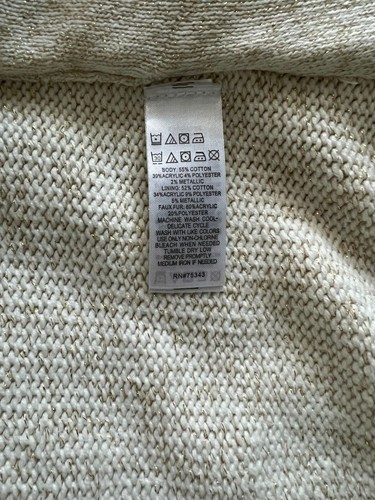 BODY: 55% COTTON
39%ACRYLIC 4% POLYESTER
2% METALLIC
LINING: 52% COTTON
34%ACRYLIC 9% POLYESTER
5% METALLIC
FAUX FUR: 80%ACRYLIC
20%POLYESTER
MACHINE WASH COOL-
DELICATE CYCLE
WASH WITH LIKE COLORS
USE ONLY NON-CHLORINE
BLEACH WHEN NEEDED
TUMBLE DRY LOW
REMOVE PROMPTLY
MEDIUM IRON IF NEEDED
RN#75343